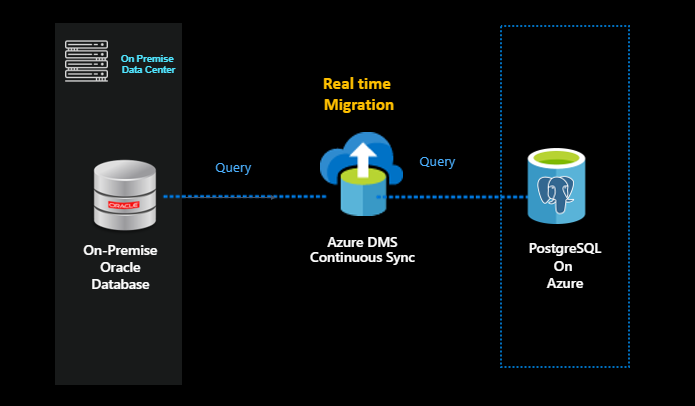 On Premise
Data Center
Real time
Migration
Query
Query
ORACLE
On-Premise
Oracle
Database
Azure DMS
Continuous Sync
PostgreSQL
On
Azure